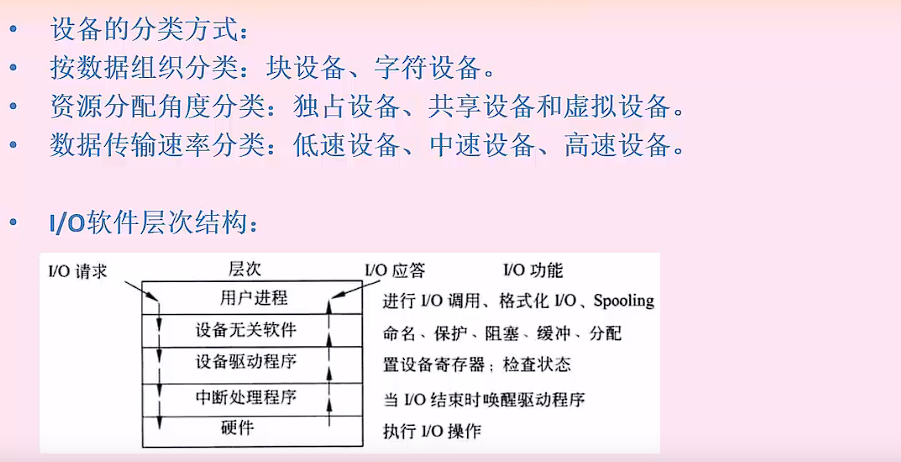 • 设备的分类方式：
• 按数据组织分类：块设备、字符设备。
• 资源分配角度分类：独占设备、共享设备和虚拟设备。
• 数据传输速率分类：低速设备、中速设备、高速设备。
• I/O软件层次结构：
I/O 请求 层次 I/O 应答 I/O 功能
用户进程 进行 I/O 调用、格式化 I/O、Spooling
设备无关软件 命名、保护、阻塞、缓冲、分配
设备驱动程序 置设备寄存器；检查状态
中断处理程序 当 I/O 结束时唤醒驱动程序
硬件 执行 I/O 操作